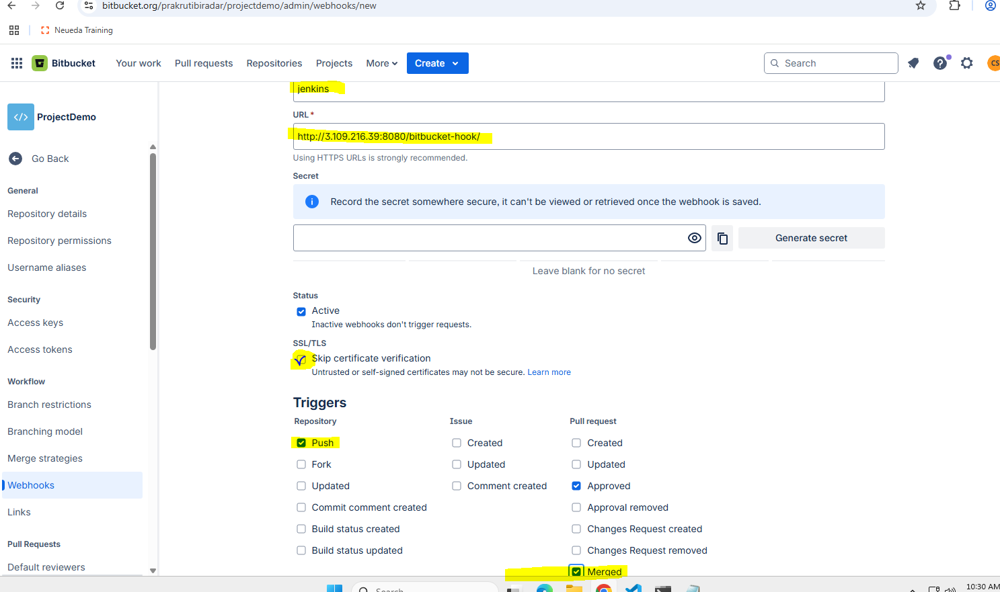 bitbucket.org/prakrutibiradar/projectdemo/admin/webhooks/new
Neueda Training
Bitbucket Your work Pull requests Repositories Projects More Create Search ? CS
</> ProjectDemo
Go Back
General
Repository details
Repository permissions
Username aliases
Security
Access keys
Access tokens
Workflow
Branch restrictions
Branching model
Merge strategies
Webhooks
Links
Pull Requests
Default reviewers
jenkins
URL *
http://3.109.216.39:8080/bitbucket-hook/
Using HTTPS URLs is strongly recommended.
Secret
Record the secret somewhere secure, it can't be viewed or retrieved once the webhook is saved.
Generate secret
Leave blank for no secret
Status
Active
Inactive webhooks don't trigger requests.
SSL/TLS
Skip certificate verification
Untrusted or self-signed certificates may not be secure. Learn more
Triggers
Repository
Push
Fork
Updated
Commit comment created
Build status created
Build status updated
Issue
Created
Updated
Comment created
Pull request
Created
Updated
Approved
Approval removed
Changes Request created
Changes Request removed
Merged
Search
10:30 AM